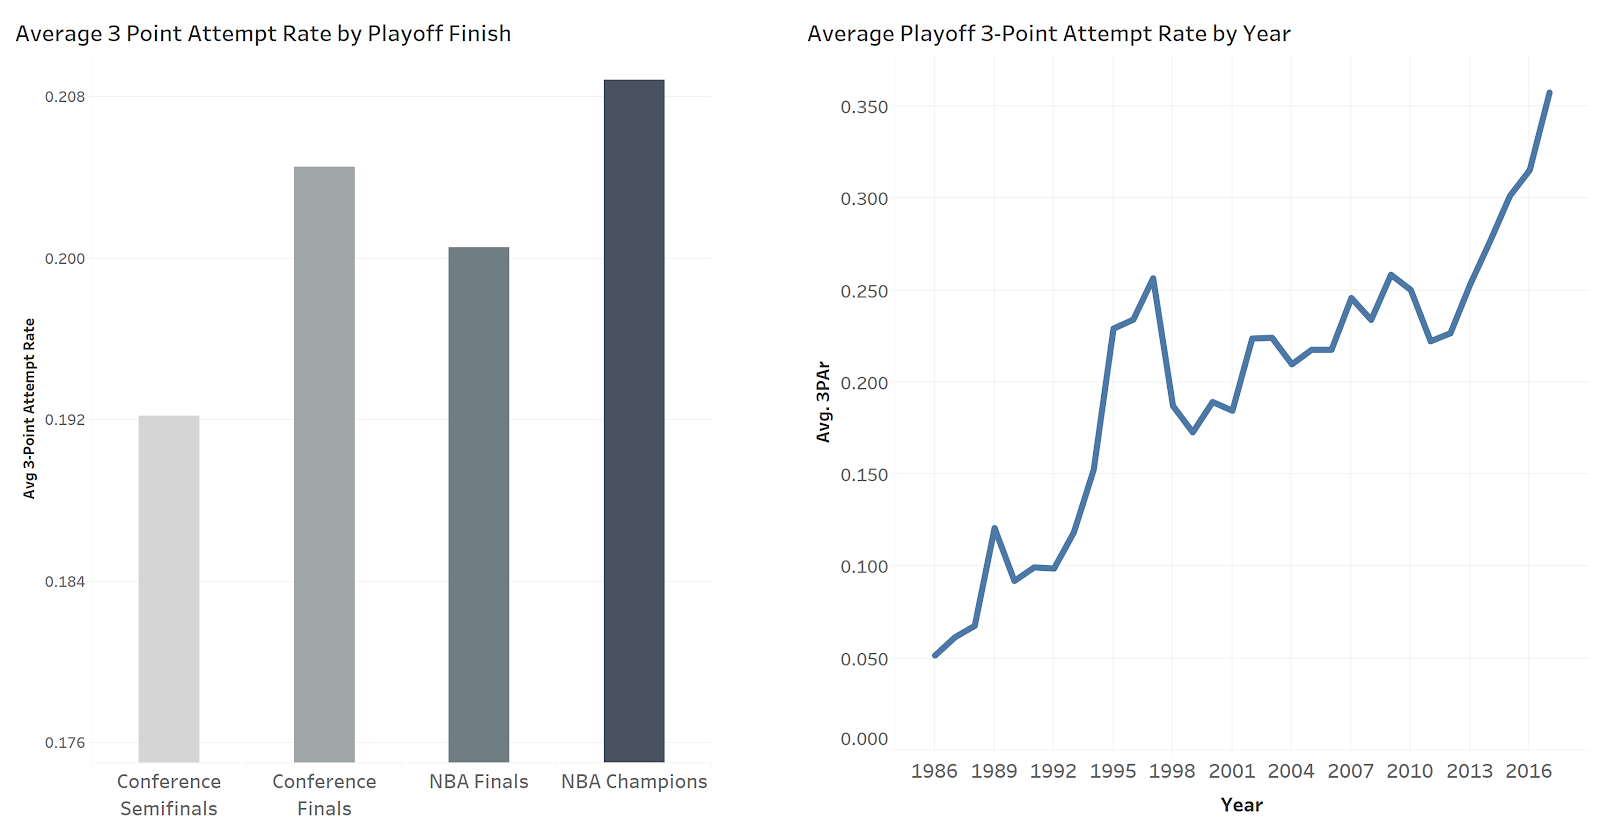 Average 3 Point Attempt Rate by Playoff Finish
0.208
0.200
0.192
0.184
0.176
Avg 3-Point Attempt Rate
Conference
Semifinals
Conference
Finals
NBA Finals
NBA Champions
Average Playoff 3-Point Attempt Rate by Year
0.350
0.300
0.250
0.200
0.150
0.100
0.050
0.000
Avg. 3PAr
1986 1989 1992 1995 1998 2001 2004 2007 2010 2013 2016
Year